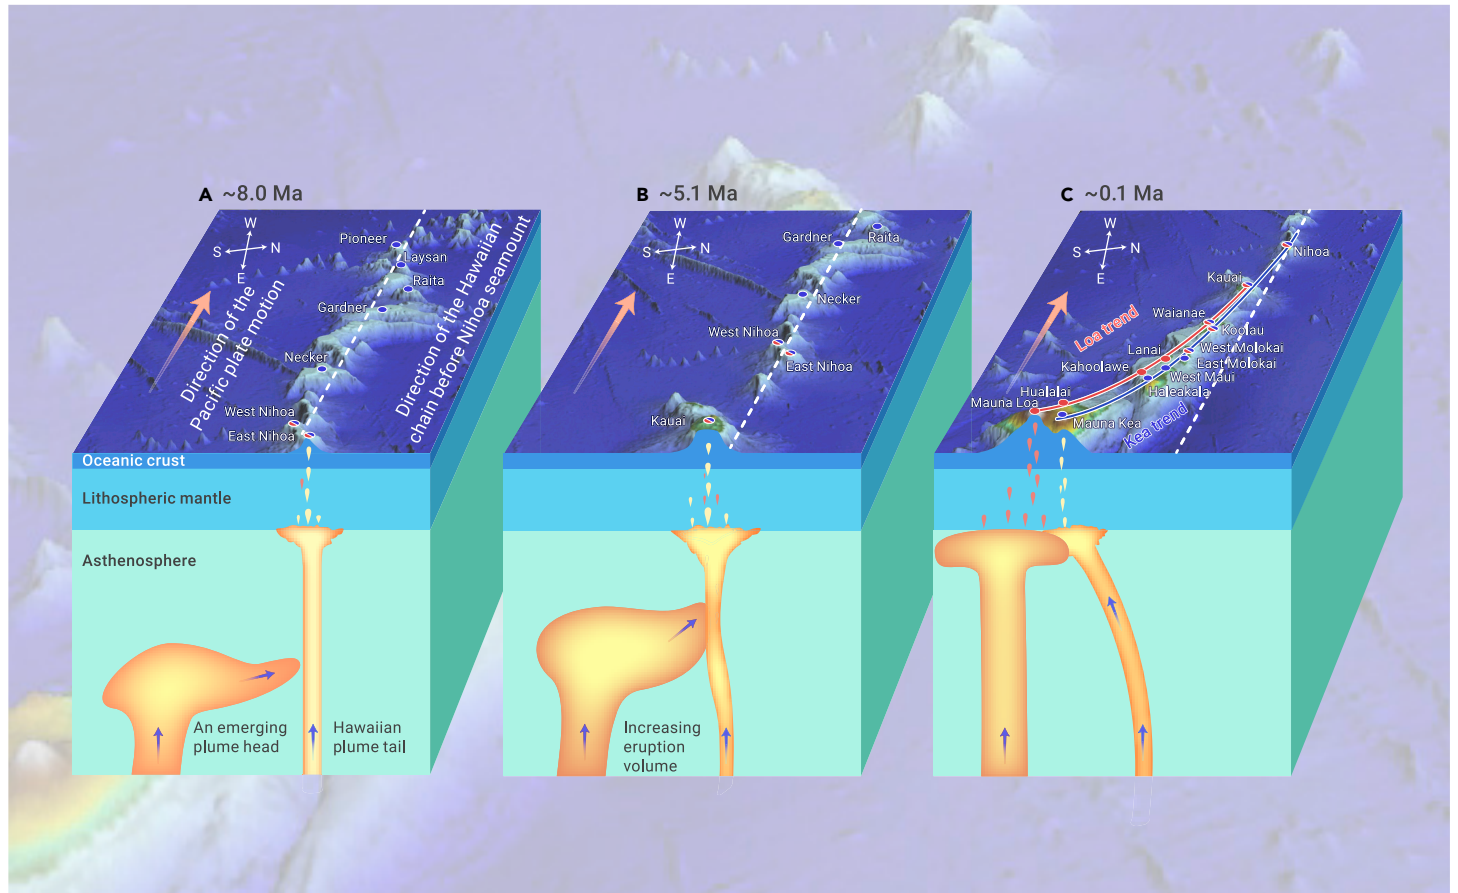 A ~8.0 Ma
W
S
N
E
Pioneer
Laysan
Raita
Gardner
Necker
West Nihoa
East Nihoa
Direction of the
Pacific plate motion
Direction of the Hawaiian
chain before Nihoa seamount
Oceanic crust
Lithospheric mantle
Asthenosphere
An emerging
plume head
Hawaiian
plume tail
B ~5.1 Ma
W
S
N
E
Gardner
Raita
Necker
West Nihoa
East Nihoa
Kauai
Increasing
eruption
volume
C ~0.1 Ma
W
S
N
E
Nihoa
Kauai
Waianae
Koolau
Loa trend
Lanai
West Molokai
Kahoolawe
East Molokai
West Maui
Hualalai
Haleakala
Mauna Loa
Mauna Kea
Kea trend